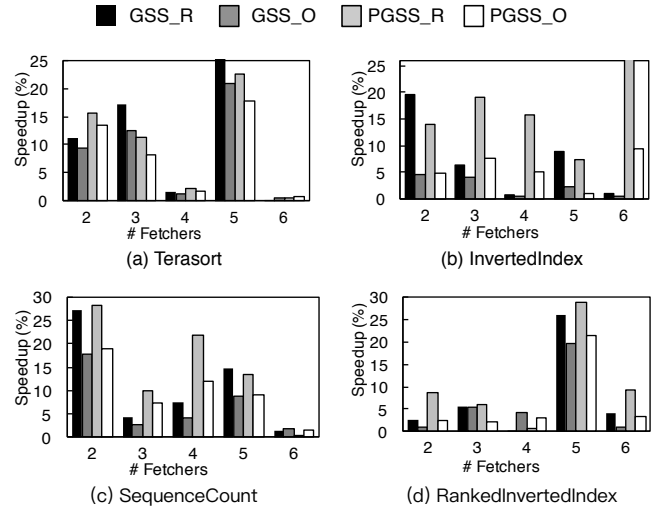 GSS_R GSS_O PGSS_R PGSS_O
Speedup (%)
25
20
15
10
5
0
2 3 4 5 6
# Fetchers
(a) Terasort
Speedup (%)
25
20
15
10
5
0
2 3 4 5 6
# Fetchers
(b) InvertedIndex
Speedup (%)
30
25
20
15
10
5
0
2 3 4 5 6
# Fetchers
(c) SequenceCount
Speedup (%)
30
25
20
15
10
5
0
2 3 4 5 6
# Fetchers
(d) RankedInvertedIndex